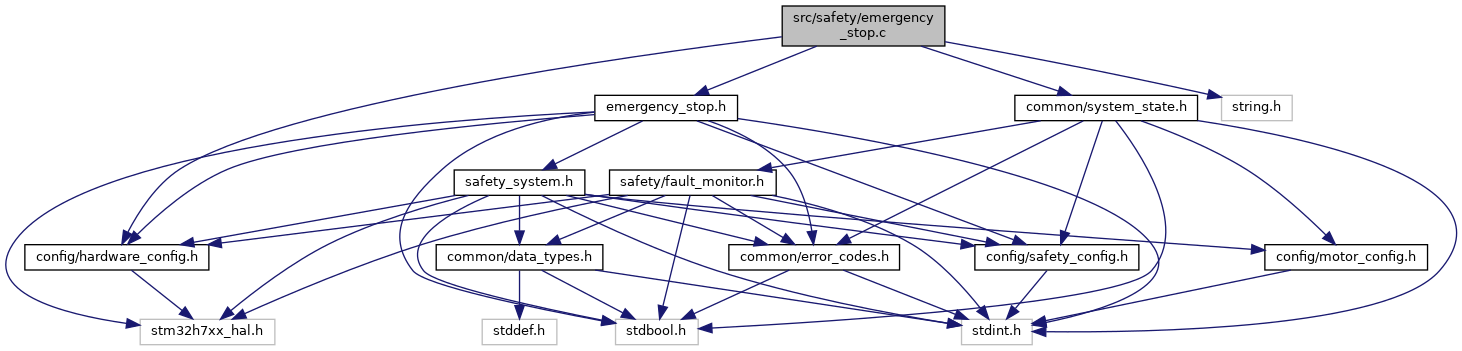 src/safety/emergency
_stop.c
emergency_stop.h
common/system_state.h
string.h
safety_system.h
safety/fault_monitor.h
config/hardware_config.h
common/data_types.h
common/error_codes.h
config/safety_config.h
config/motor_config.h
stm32h7xx_hal.h
stddef.h
stdbool.h
stdint.h